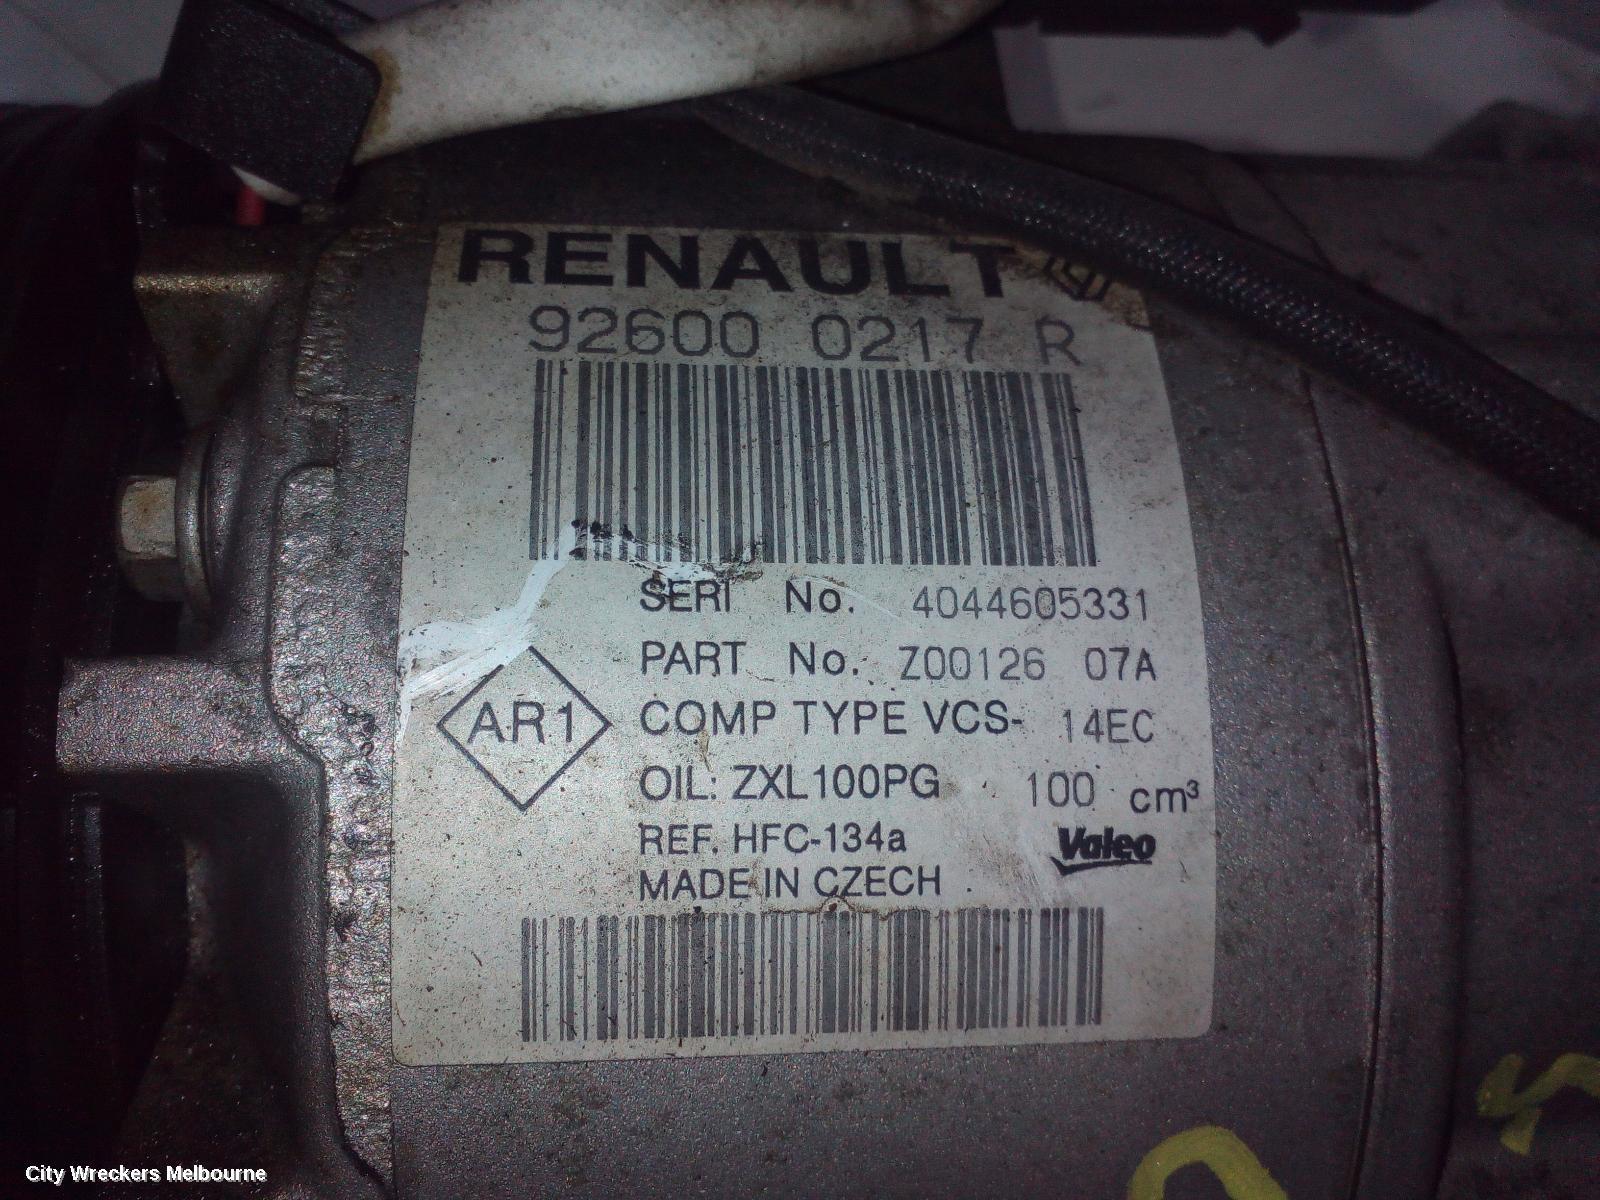 RENAULT
92600 0217 R
SERI No. 4044605331
PART No. Z00126 07A
AR1
COMP TYPE VCS- 14EC
OIL: ZXL100PG 100 cm³
REF. HFC-134a
Valeo
MADE IN CZECH
City Wreckers Melbourne